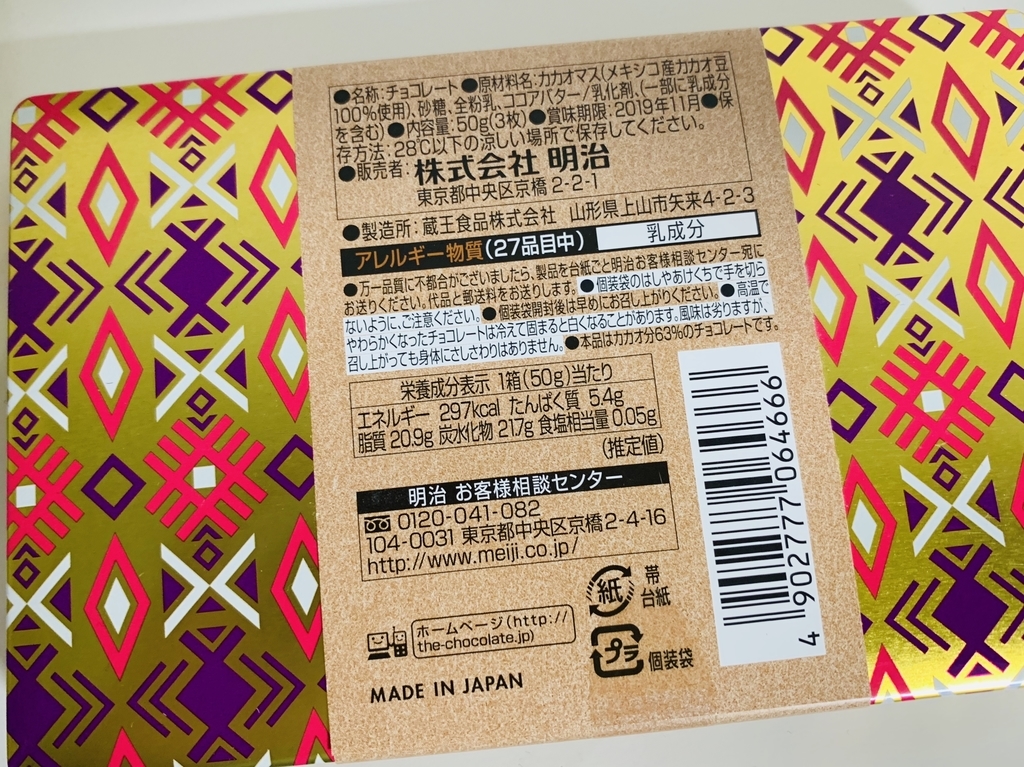 ●名称:チョコレート●原材料名:カカオマス(メキシコ産カカオ豆
100%使用)、砂糖、全粉乳、ココアバター/乳化剤、(一部に乳成分
を含む)●内容量:50g(3枚)●賞味期限:2019年11月●保
存方法:28℃以下の涼しい場所で保存してください。
●販売者:株式会社 明治
東京都中央区京橋 2-2-1
●製造所:蔵王食品株式会社 山形県上山市矢来4-2-3
アレルギー物質(27品目中) 乳成分
●万一品質に不都合がございましたら、製品を台紙ごと明治お客様相談センター宛に
お送りください。代品と郵送料をお送りします。●個装袋のはしやあけくちで手を切ら
ないように、ご注意ください。●個装袋開封後は早めにお召し上がりください。●高温で
やわらかくなったチョコレートは冷えて固まると白くなることがあります。風味は劣りますが、
召し上がっても身体にさしさわりはありません。●本品はカカオ分63%のチョコレートです。
栄養成分表示 1箱(50g)当たり
エネルギー 297kcal たんぱく質 5.4g
脂質 20.9g 炭水化物 21.7g 食塩相当量 0.05g
(推定値)
明治 お客様相談センター
0120-041-082
104-0031 東京都中央区京橋2-4-16
http://www.meiji.co.jp/
紙 帯
台紙
ホームページ(http://
the-chocolate.jp)
プラ 個装袋
MADE IN JAPAN
4 902777 064666